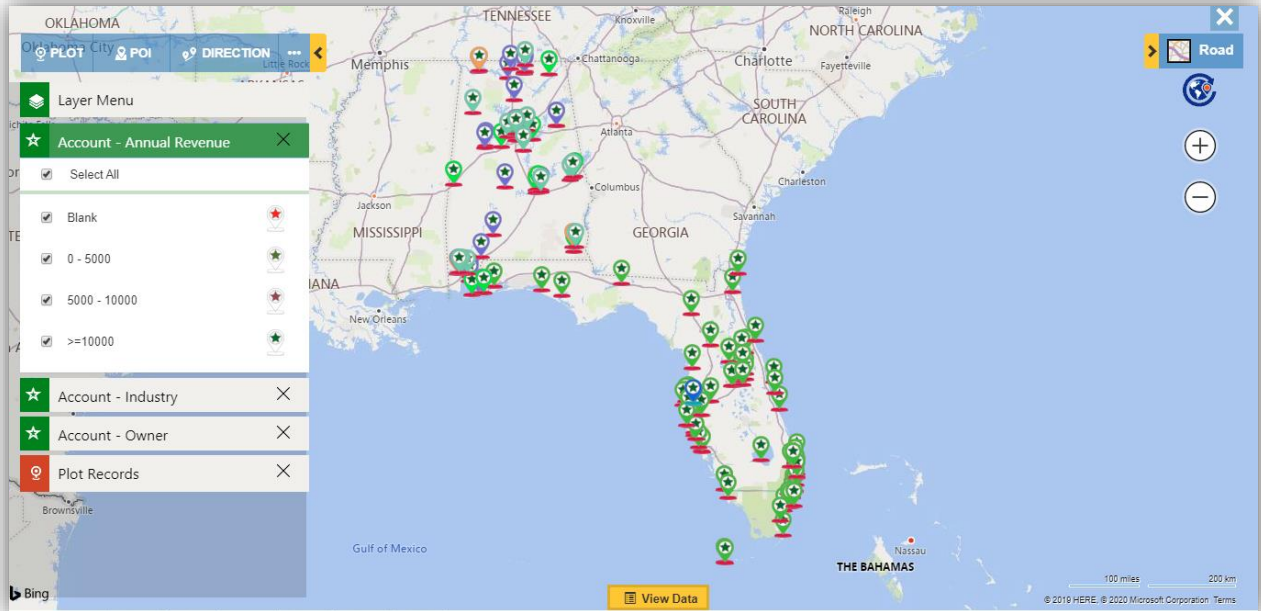 OKLAHOMA
Oklahoma City
TENNESSEE
Knoxville
Raleigh
NORTH CAROLINA
PLOT
POI
DIRECTION
Little Rock
Memphis
Chattanooga
Charlotte
Fayetteville
Road
Layer Menu
SOUTH
CAROLINA
Account - Annual Revenue
Atlanta
Select All
Charleston
Columbus
Jackson
Blank
Savannah
MISSISSIPPI
GEORGIA
0 - 5000
5000 - 10000
New Orleans
>=10000
Account - Industry
Account - Owner
Plot Records
Brownsville
Gulf of Mexico
Nassau
THE BAHAMAS
Bing
View Data
100 miles
200 km
© 2019 HERE, © 2020 Microsoft Corporation Terms